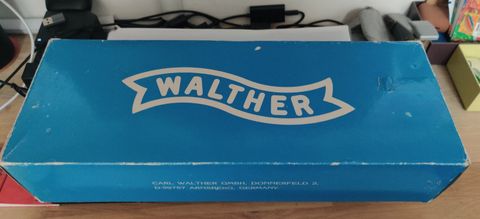 WALTHER
CARL WALTHER GMBH, DONNERFELD 2,
D-59757 ARNSBERG, GERMANY